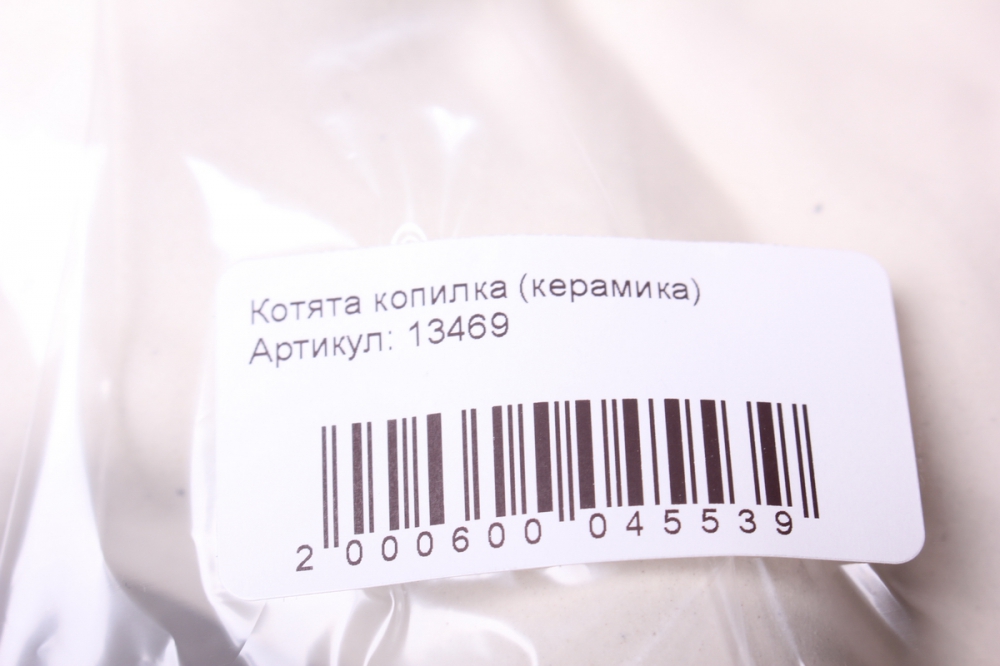 Котята копилка (керамика)
Артикул: 13469
2 000600 045539